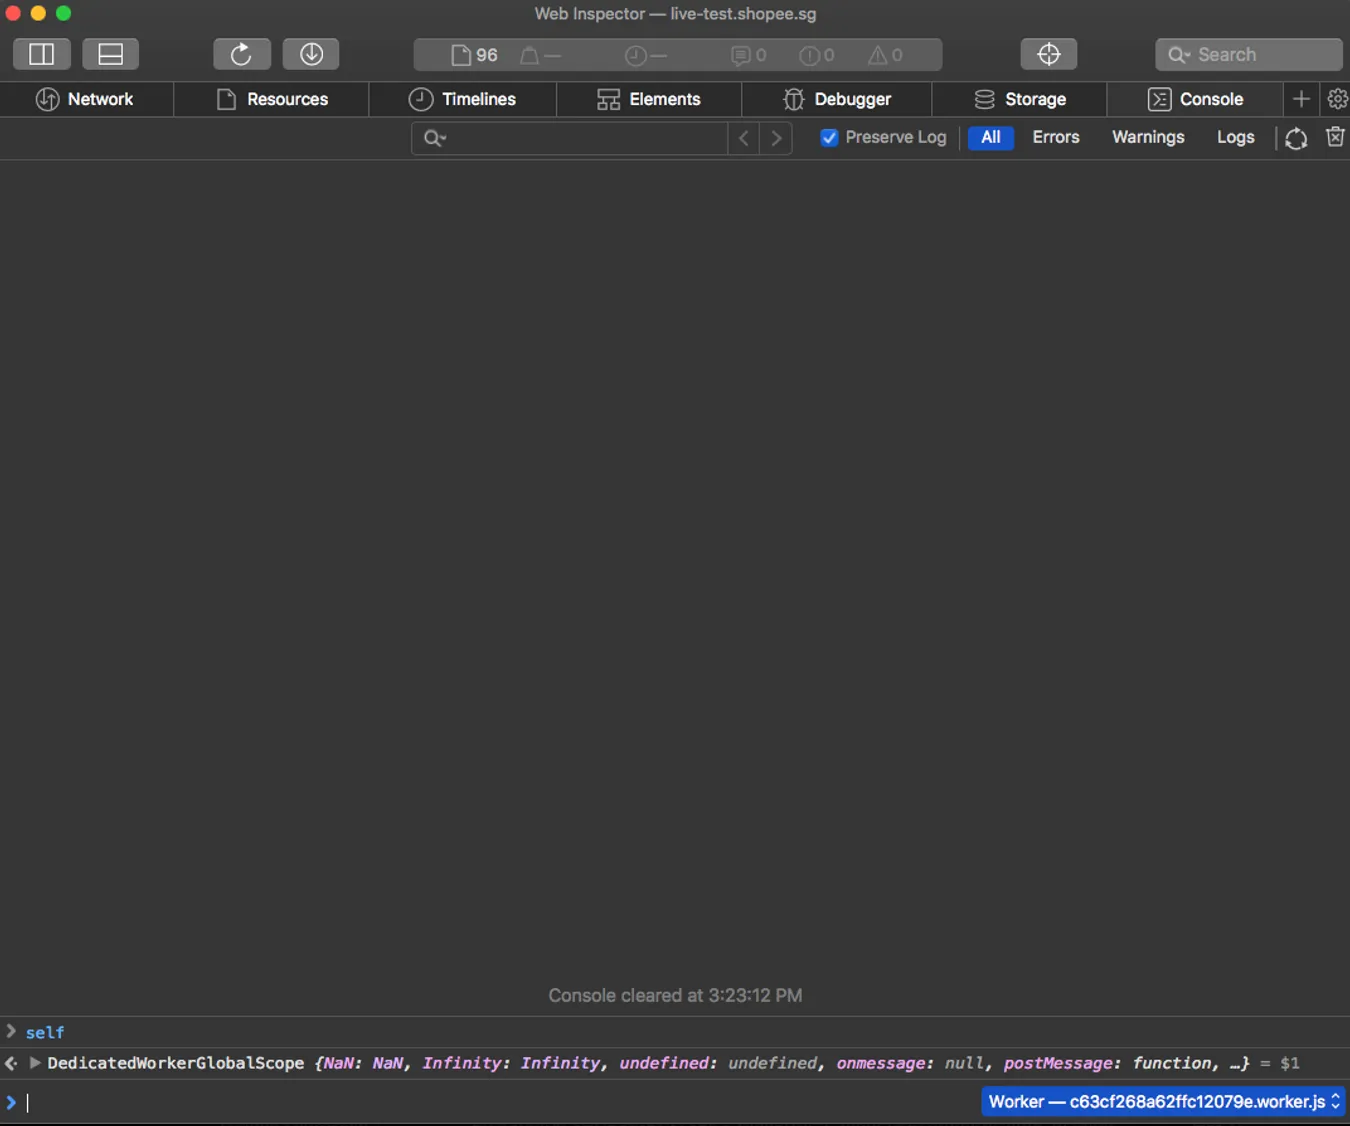 Web Inspector — live-test.shopee.sg
96 — — 0 0 0 Search
Network Resources Timelines Elements Debugger Storage Console
Preserve Log All Errors Warnings Logs
Console cleared at 3:23:12 PM
self
DedicatedWorkerGlobalScope {NaN: NaN, Infinity: Infinity, undefined: undefined, onmessage: null, postMessage: function, …} = $1
Worker — c63cf268a62ffc12079e.worker.js